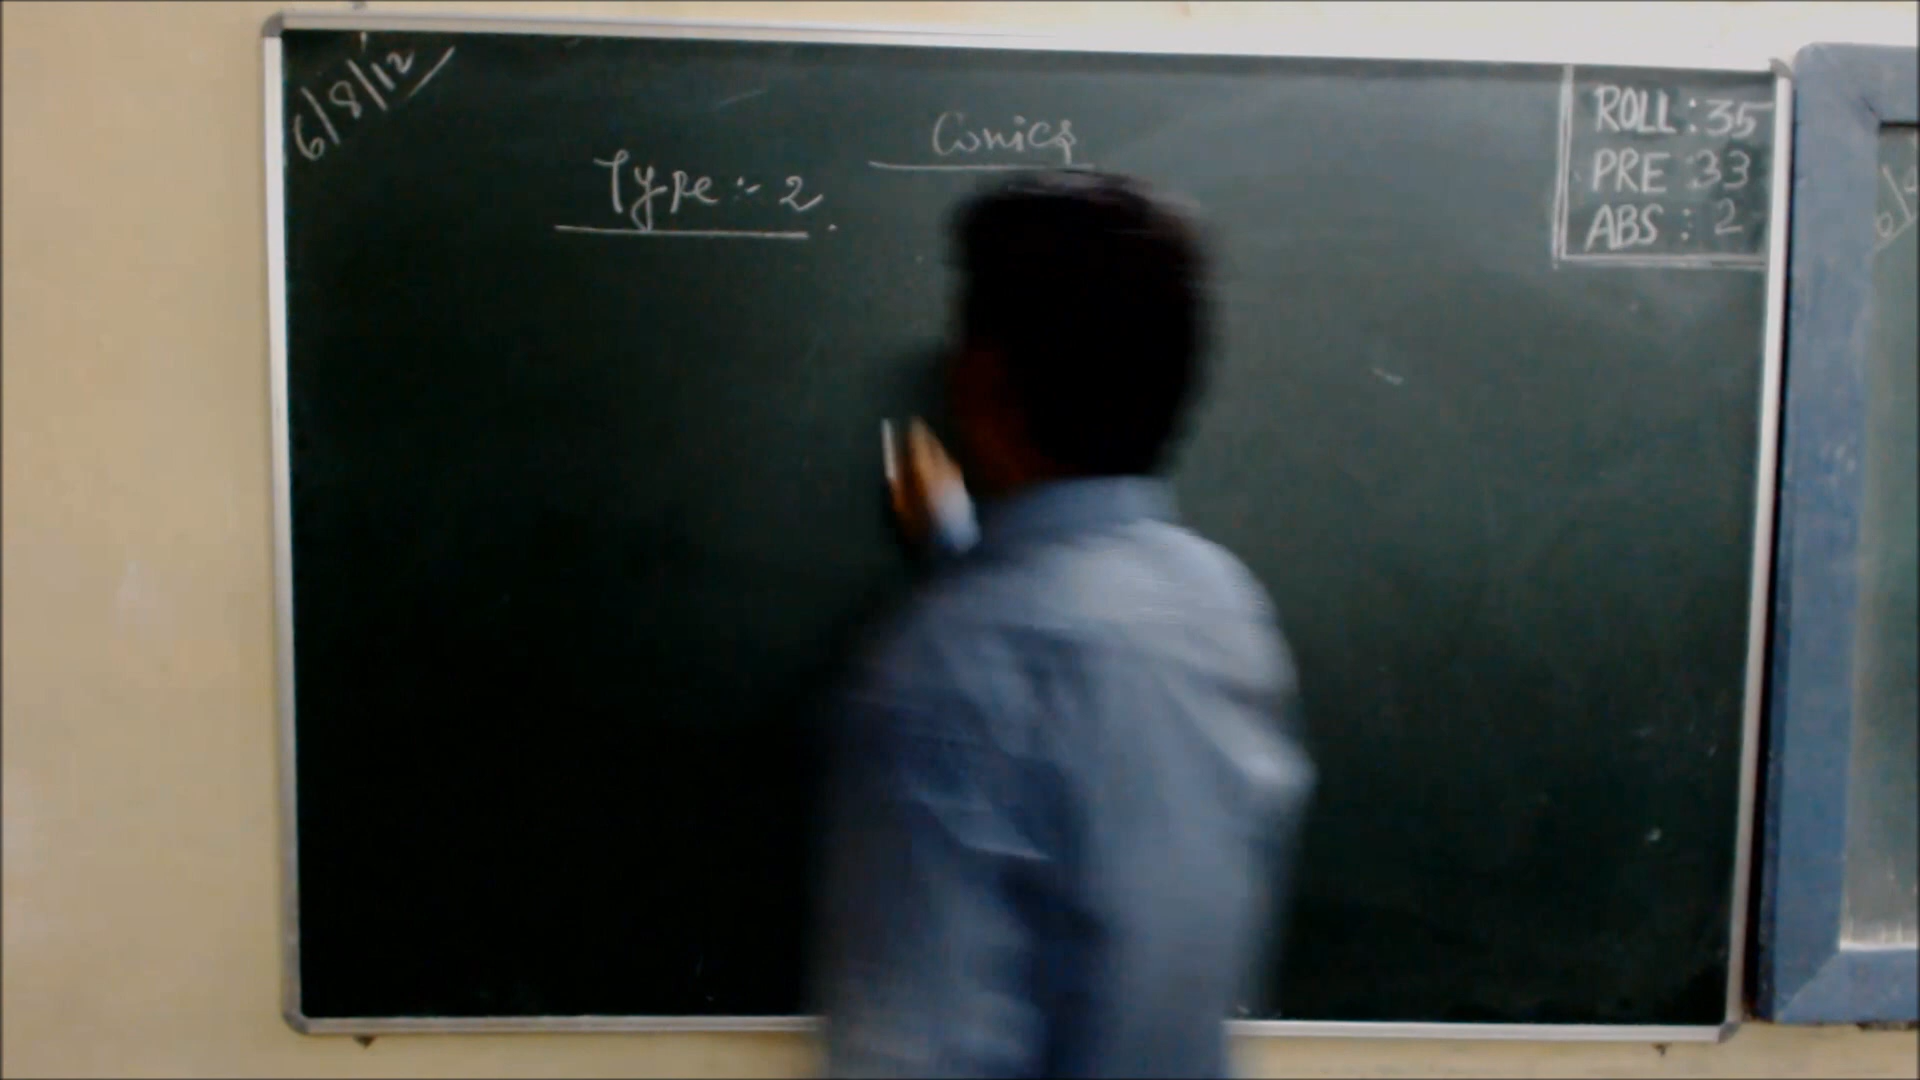 6/8/12
Conics
Type :- 2.
ROLL : 35
PRE : 33
ABS : 2